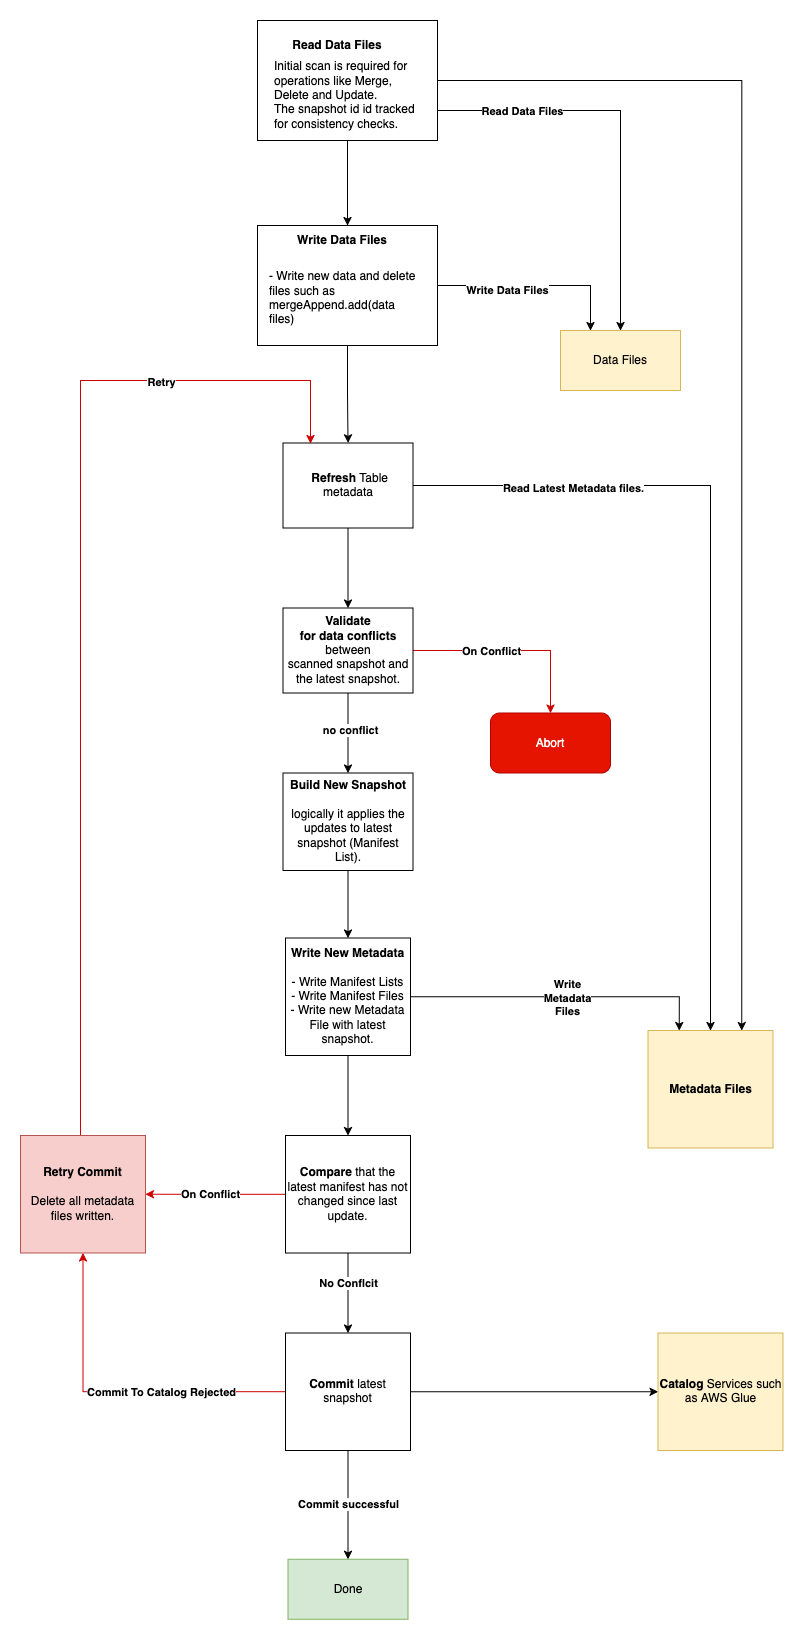 Read Data Files
Initial scan is required for
operations like Merge,
Delete and Update.
The snapshot id id tracked
for consistency checks.
Read Data Files
Write Data Files
- Write new data and delete
files such as
mergeAppend.add(data
files)
Write Data Files
Data Files
Retry
Refresh Table
metadata
Read Latest Metadata files.
Validate
for data conflicts
between
scanned snapshot and
the latest snapshot.
On Conflict
no conflict
Abort
Build New Snapshot
logically it applies the
updates to latest
snapshot (Manifest
List).
Write New Metadata
- Write Manifest Lists
- Write Manifest Files
- Write new Metadata
File with latest
snapshot.
Write
Metadata
Files
Metadata Files
Retry Commit
Delete all metadata
files written.
On Conflict
Compare that the
latest manifest has not
changed since last
update.
No Conflcit
Commit To Catalog Rejected
Commit latest
snapshot
Catalog Services such
as AWS Glue
Commit successful
Done